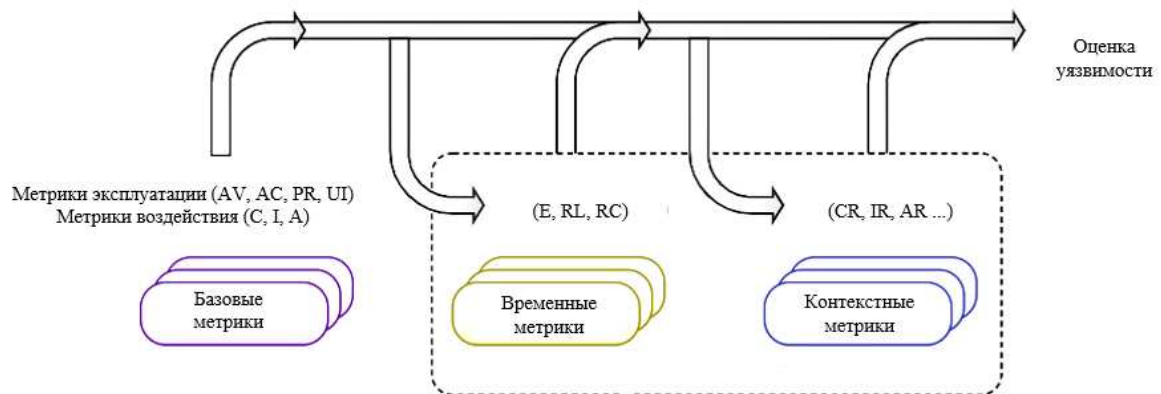 Оценка
уязвимости
Метрики эксплуатации (AV, AC, PR, UI)
Метрики воздействия (C, I, A)
(E, RL, RC)
(CR, IR, AR ...)
Базовые
метрики
Временные
метрики
Контекстные
метрики